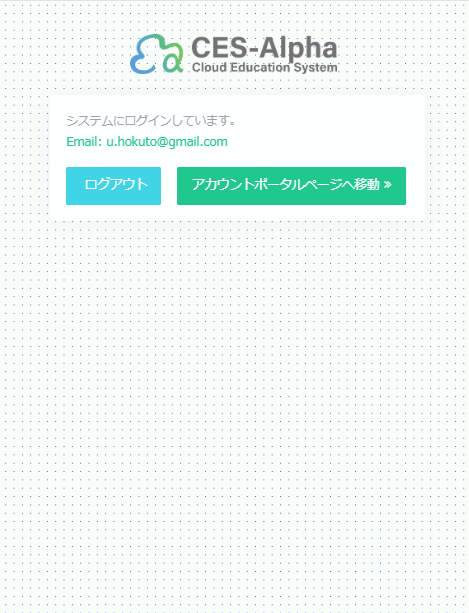 CES-Alpha
Cloud Education System
システムにログインしています。
Email: u.hokuto@gmail.com
ログアウト
アカウントポータルページへ移動 »